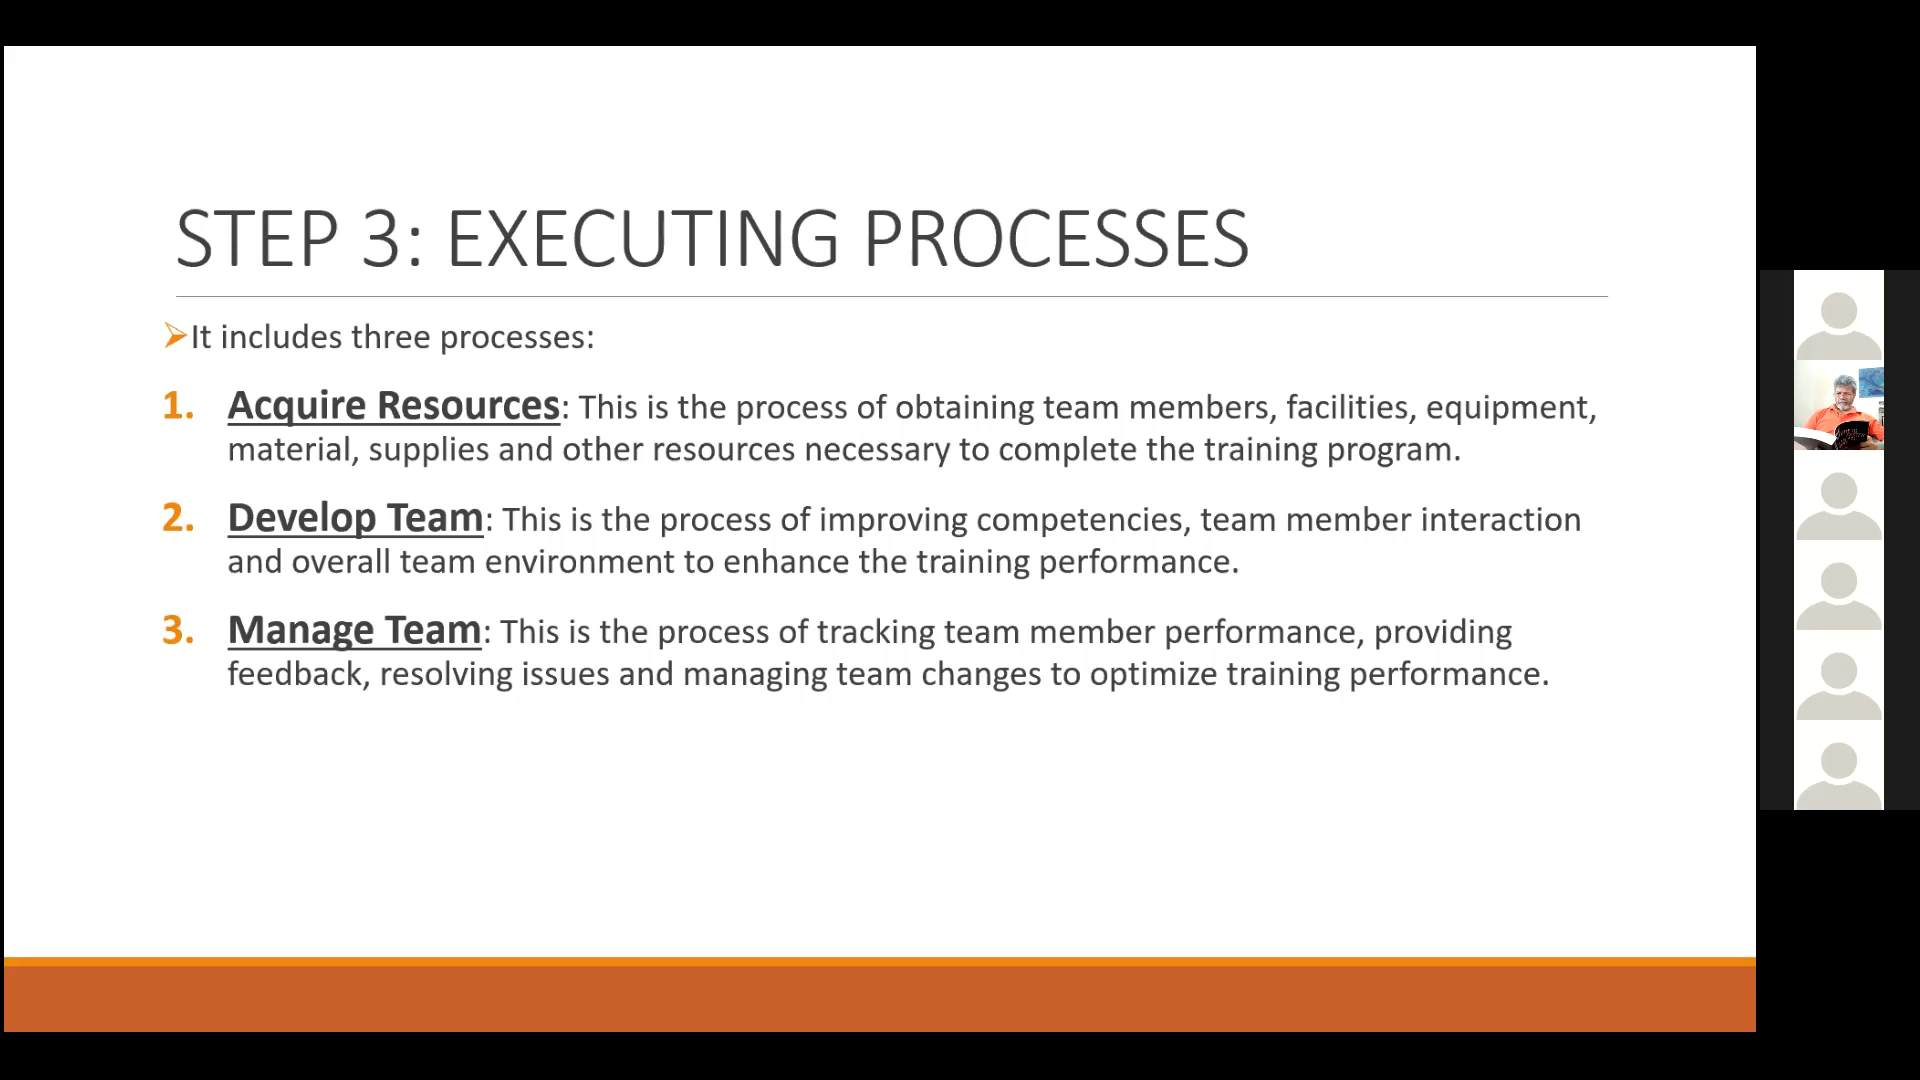 STEP 3: EXECUTING PROCESSES
It includes three processes:
1. Acquire Resources: This is the process of obtaining team members, facilities, equipment,
material, supplies and other resources necessary to complete the training program.
2. Develop Team: This is the process of improving competencies, team member interaction
and overall team environment to enhance the training performance.
3. Manage Team: This is the process of tracking team member performance, providing
feedback, resolving issues and managing team changes to optimize training performance.